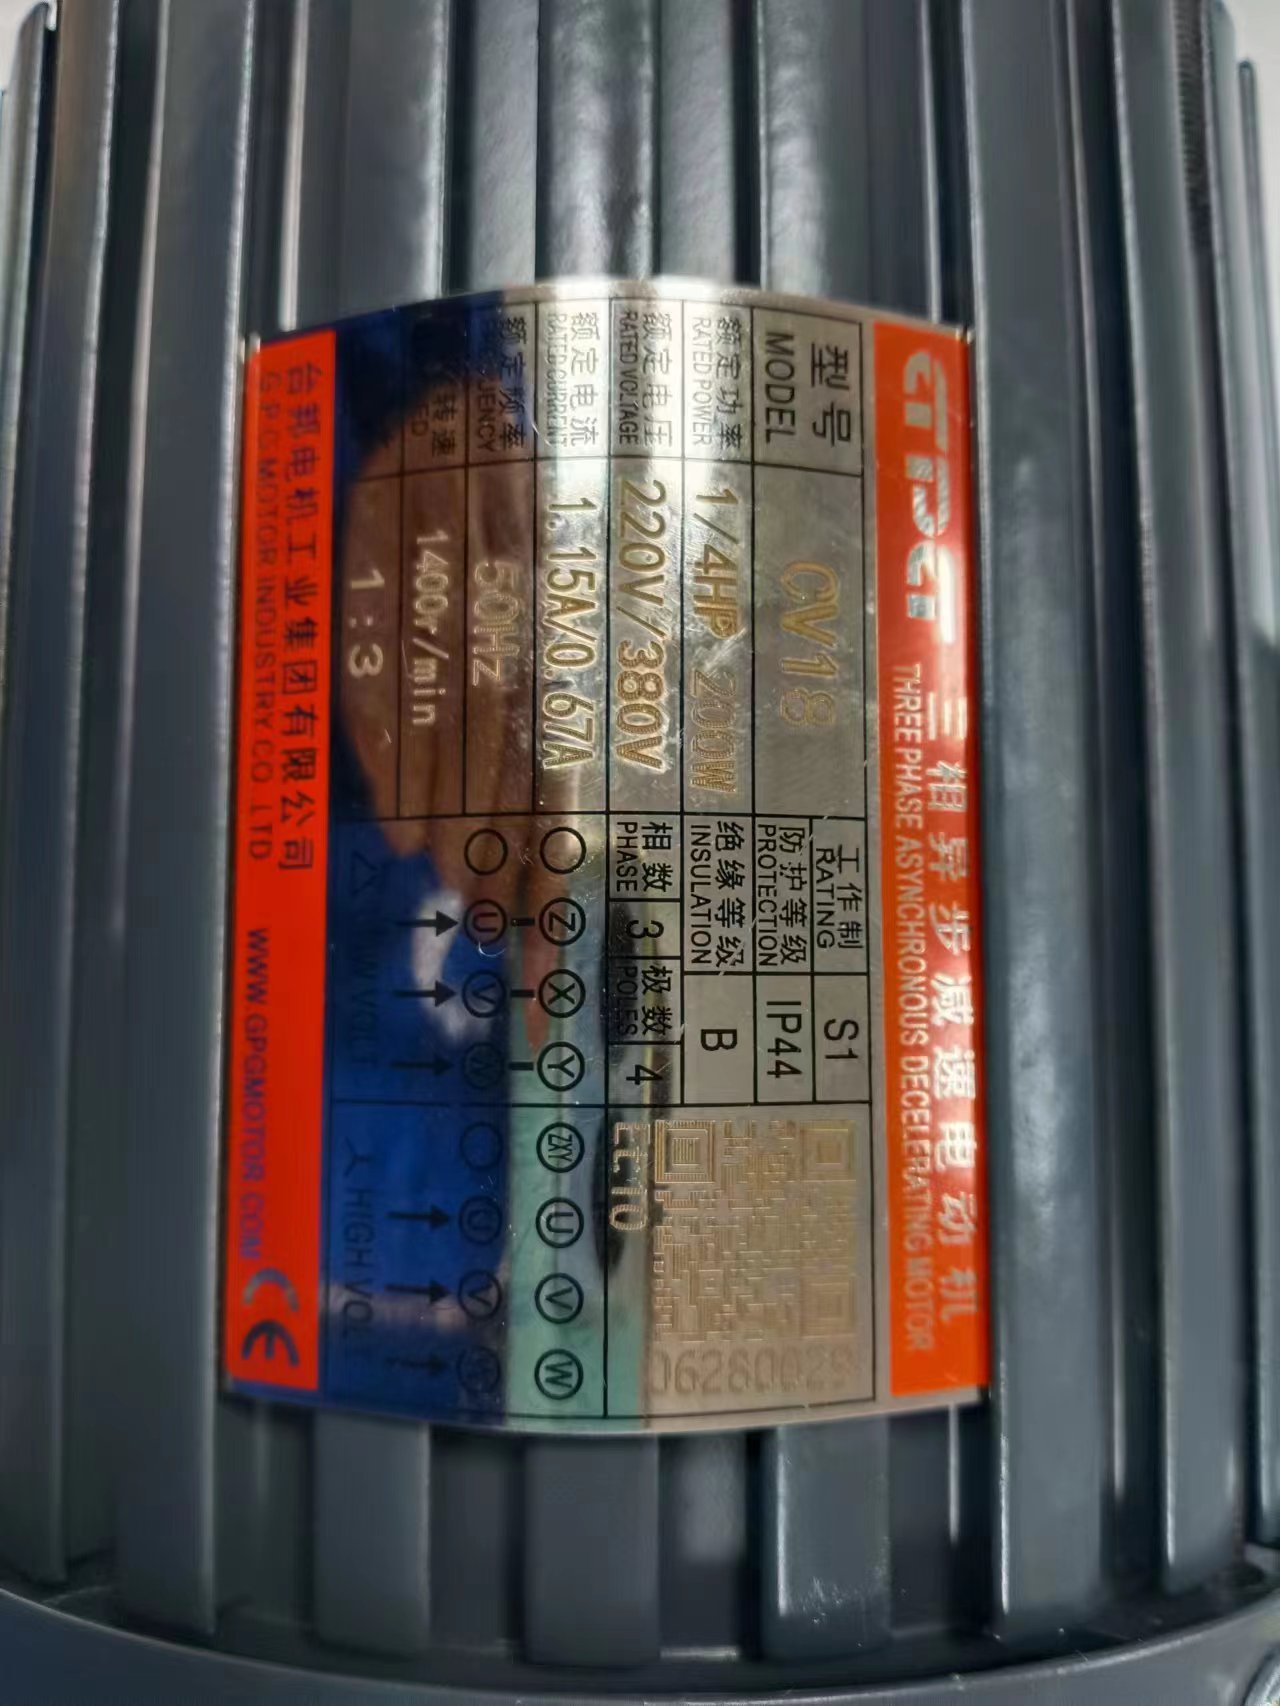 三相异步减速电动机
THREE PHASE ASYNCHRONOUS DECELERATING MOTOR
型号 MODEL CV18
工作制 RATING S1
防护等级 PROTECTION IP44
额定功率 RATED POWER 1/4HP 200W
绝缘等级 INSULATION B
额定电压 RATED VOLTAGE 220V/380V
相数 PHASE 3 极数 POLES 4
EC10
额定电流 RATED CURRENT 1.15A/0.67A
Z X Y ZXY U V W
额定频率 50Hz
U V W U V W
转速 1400r/min
1:3
△ VOLT 人 HIGH VOL
台邦电机工业集团有限公司
G.P.G MOTOR INDUSTRY.CO.,LTD WWW.GPGMOTOR.COM CE